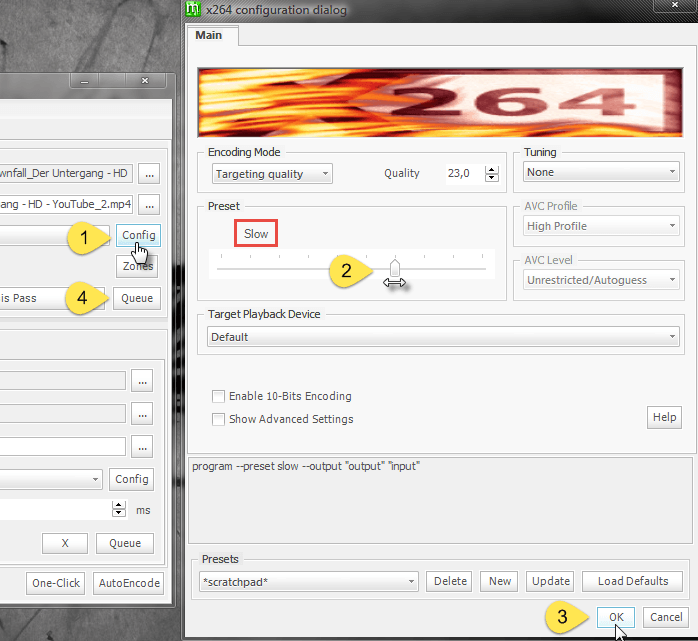 x264 configuration dialog
Main
264
Encoding Mode
Targeting quality
Quality
23,0
Tuning
None
Preset
Slow
2
AVC Profile
High Profile
AVC Level
Unrestricted/Autoguess
Target Playback Device
Default
Enable 10-Bits Encoding
Show Advanced Settings
Help
program --preset slow --output "output" "input"
Presets
*scratchpad*
Delete
New
Update
Load Defaults
3
OK
Cancel
wnfall_Der Untergang - HD
...
ang - HD - YouTube_2.mp4
...
1
Config
Zones
is Pass
4
Queue
...
...
...
Config
ms
X
Queue
One-Click
AutoEncode